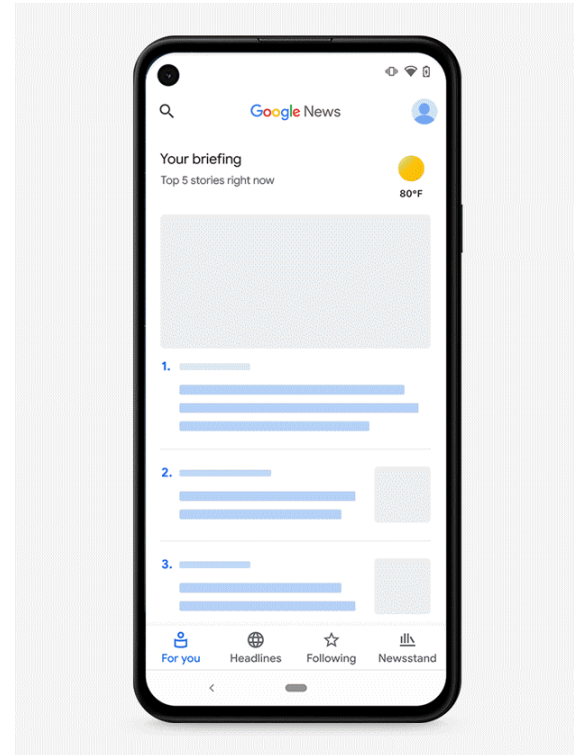 Google News
Your briefing
Top 5 stories right now
80°F
1.
2.
3.
For you Headlines Following Newsstand